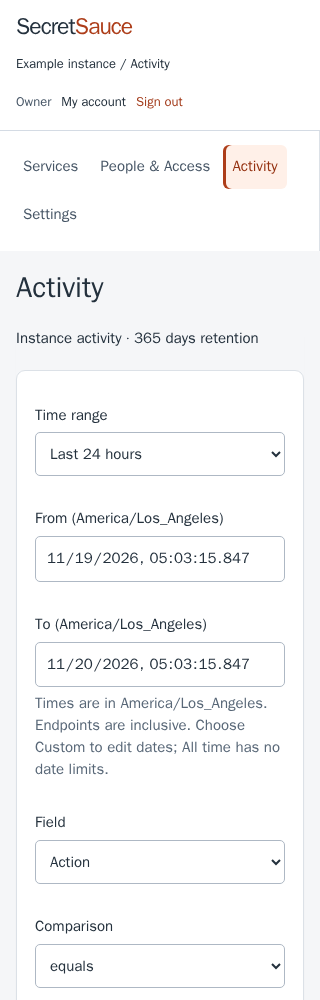 SecretSauce
Example instance / Activity
Owner My account Sign out
Services People & Access Activity
Settings
Activity
Instance activity · 365 days retention
Time range
Last 24 hours
From (America/Los_Angeles)
11/19/2026, 05:03:15.847
To (America/Los_Angeles)
11/20/2026, 05:03:15.847
Times are in America/Los_Angeles.
Endpoints are inclusive. Choose
Custom to edit dates; All time has no
date limits.
Field
Action
Comparison
equals